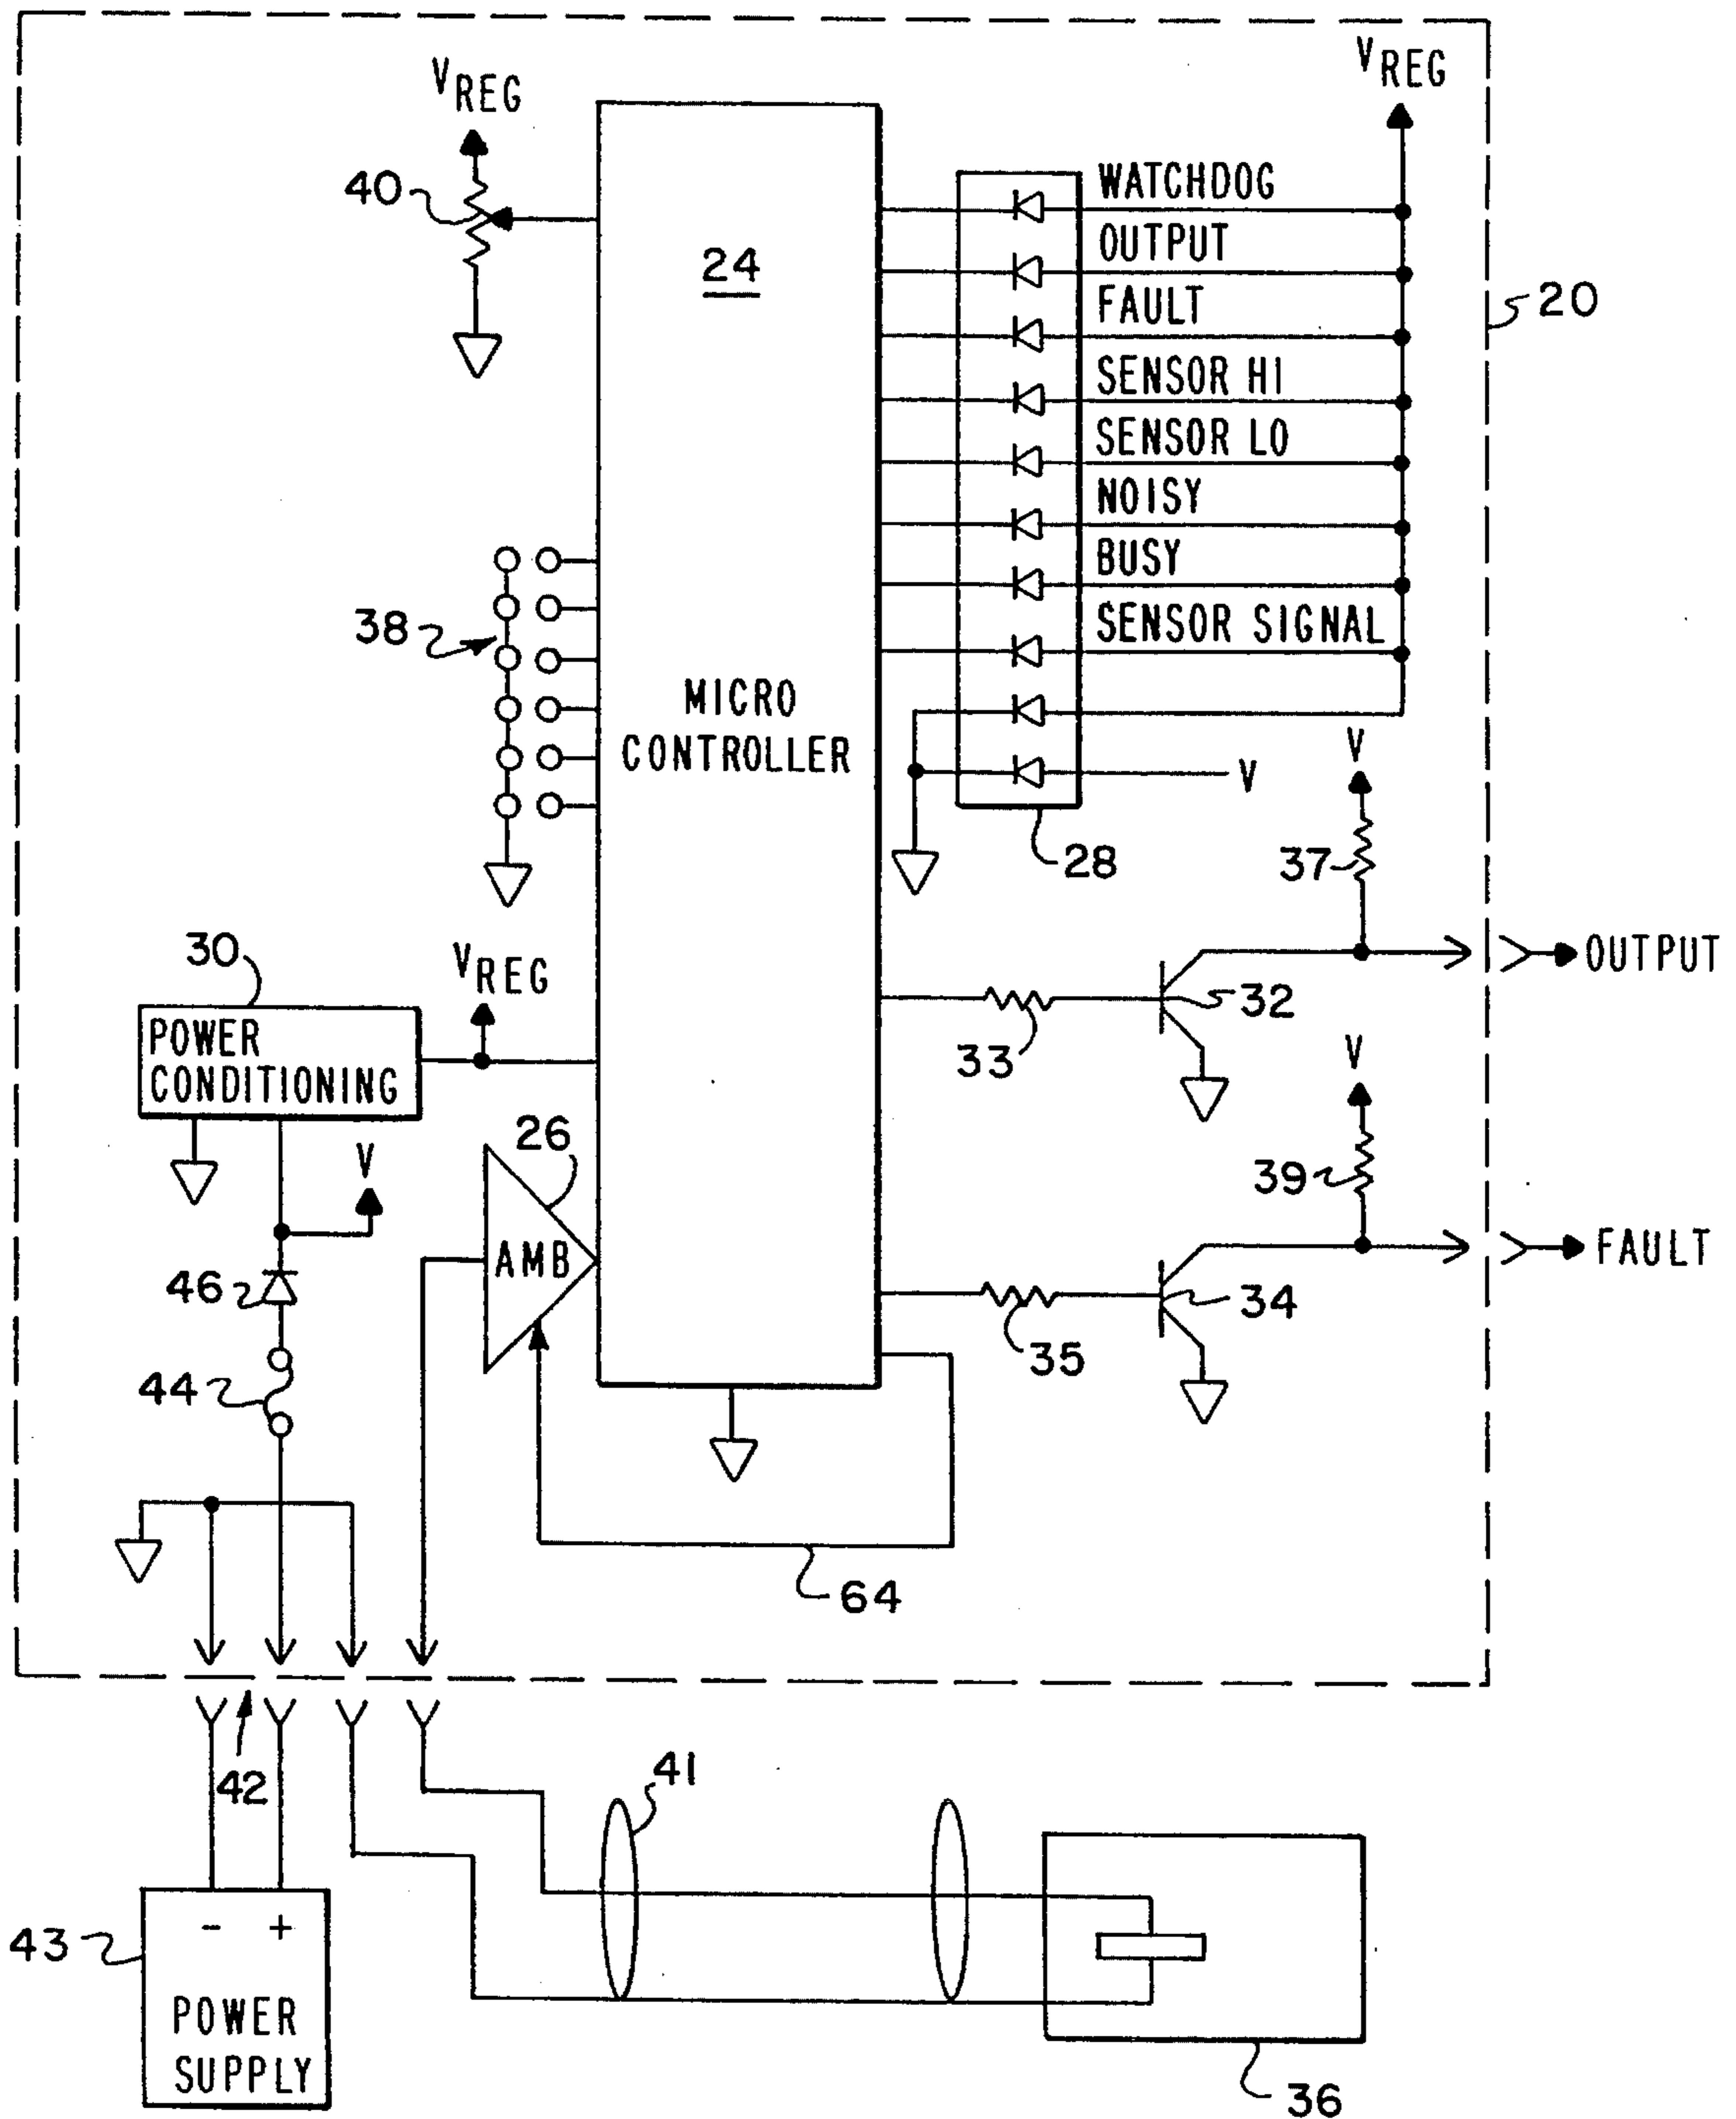 VREG
VREG
40
24
WATCHDOG
OUTPUT
FAULT
SENSOR HI
SENSOR LO
NOISY
BUSY
SENSOR SIGNAL
20
38
MICRO
CONTROLLER
V
V
28
37
30
VREG
OUTPUT
POWER
CONDITIONING
33
32
V
26
V
39
AMB
FAULT
46
34
35
44
64
42
41
43
- +
POWER
SUPPLY
36